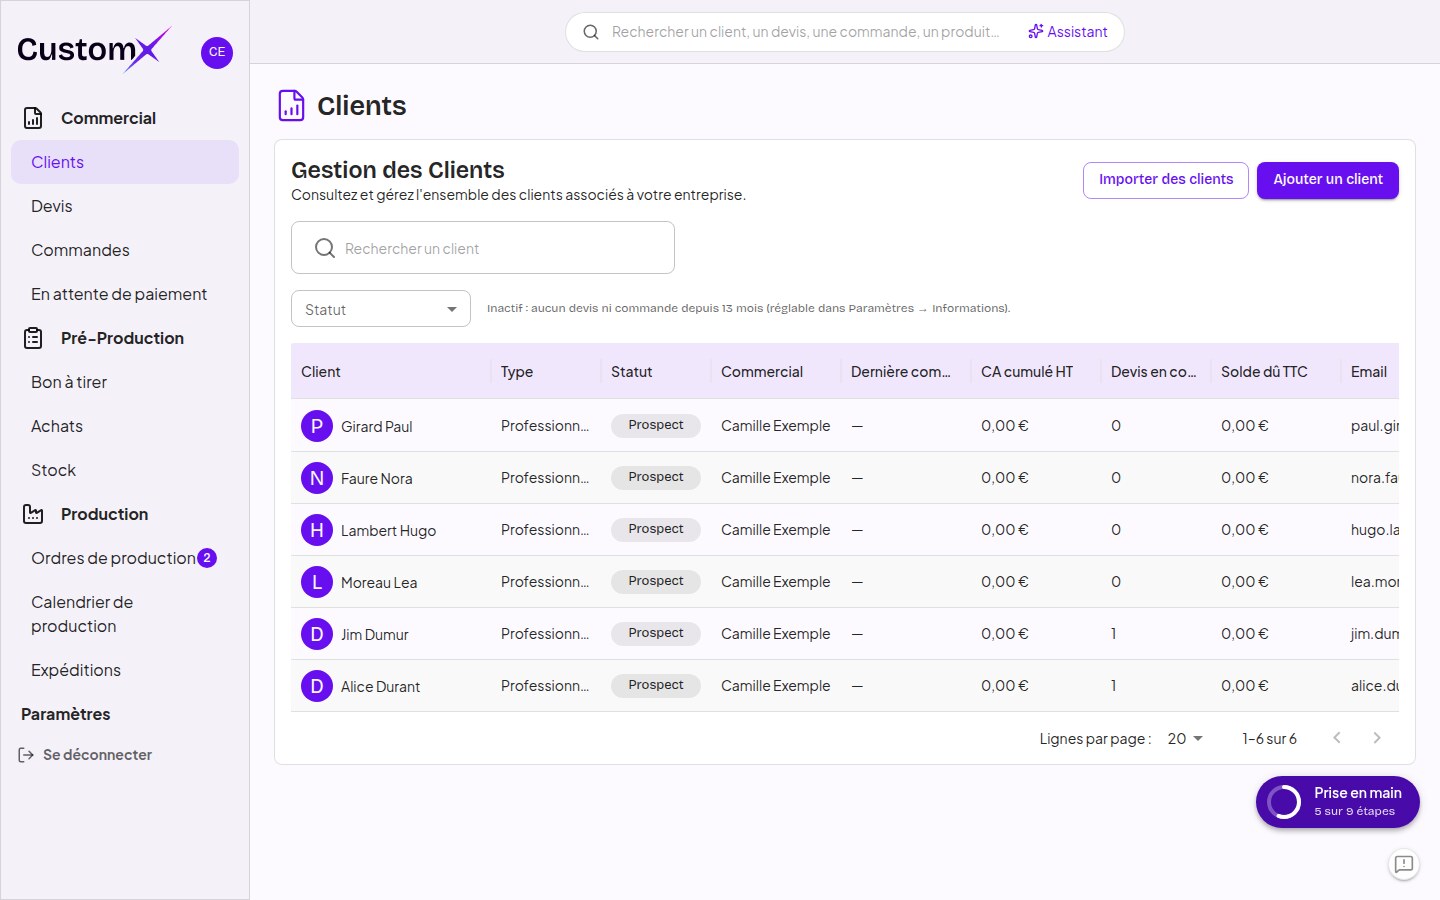 CustomX
CE
Rechercher un client, un devis, une commande, un produit...
Assistant
Commercial
Clients
Devis
Commandes
En attente de paiement
Pré-Production
Bon à tirer
Achats
Stock
Production
Ordres de production 2
Calendrier de
production
Expéditions
Paramètres
Se déconnecter
Clients
Gestion des Clients
Consultez et gérez l'ensemble des clients associés à votre entreprise.
Importer des clients
Ajouter un client
Rechercher un client
Statut
Inactif : aucun devis ni commande depuis 13 mois (réglable dans Paramètres → Informations).
Client Type Statut Commercial Dernière com... CA cumulé HT Devis en co... Solde dû TTC Email
P Girard Paul Professionn... Prospect Camille Exemple — 0,00 € 0 0,00 € paul.gir
N Faure Nora Professionn... Prospect Camille Exemple — 0,00 € 0 0,00 € nora.fa
H Lambert Hugo Professionn... Prospect Camille Exemple — 0,00 € 0 0,00 € hugo.la
L Moreau Lea Professionn... Prospect Camille Exemple — 0,00 € 0 0,00 € lea.mor
D Jim Dumur Professionn... Prospect Camille Exemple — 0,00 € 1 0,00 € jim.dum
D Alice Durant Professionn... Prospect Camille Exemple — 0,00 € 1 0,00 € alice.du
Lignes par page : 20 1–6 sur 6
Prise en main
5 sur 9 étapes